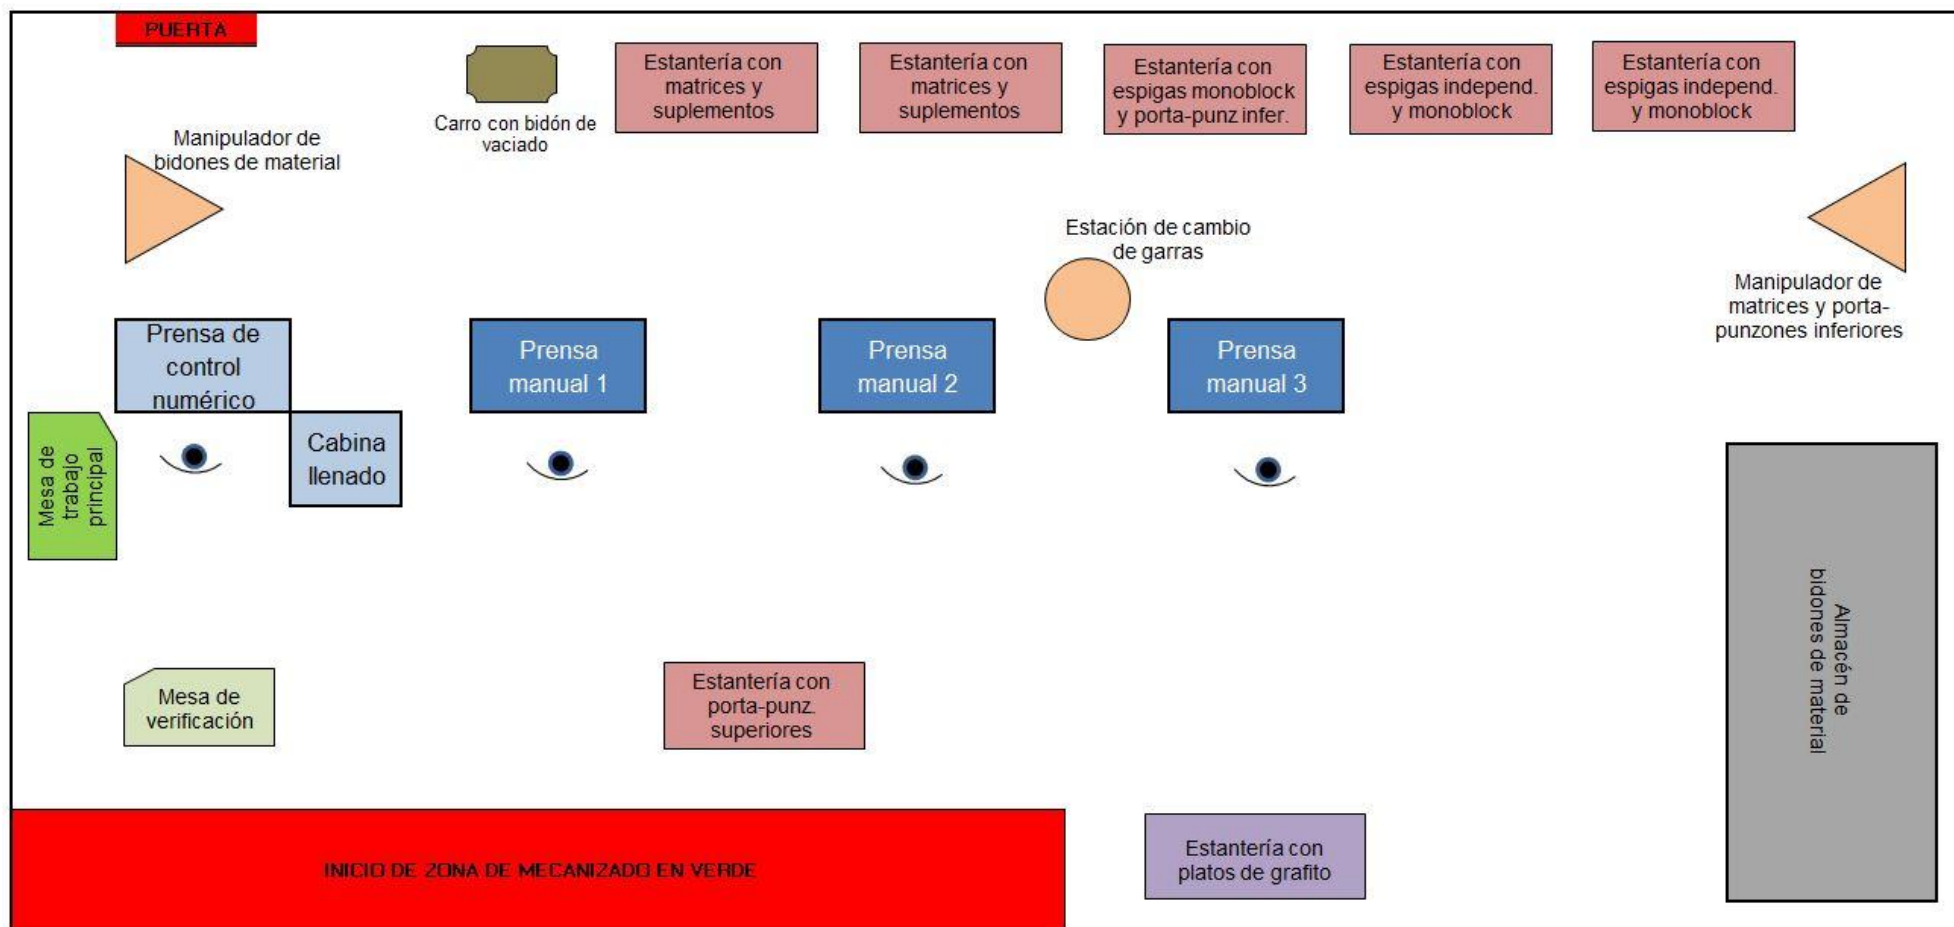 PUERTA
Estantería con
matrices y
suplementos
Estantería con
matrices y
suplementos
Estantería con
espigas monoblock
y porta-punz infer.
Estantería con
espigas independ.
y monoblock
Estantería con
espigas independ.
y monoblock
Carro con bidón de
vaciado
Manipulador de
bidones de material
Estación de cambio
de garras
Manipulador de
matrices y porta-
punzones inferiores
Prensa de
control
numérico
Prensa
manual 1
Prensa
manual 2
Prensa
manual 3
Cabina
llenado
Mesa de
trabajo
principal
Almacén de
bidones de material
Mesa de
verificación
Estantería con
porta-punz.
superiores
INICIO DE ZONA DE MECANIZADO EN VERDE
Estantería con
platos de grafito